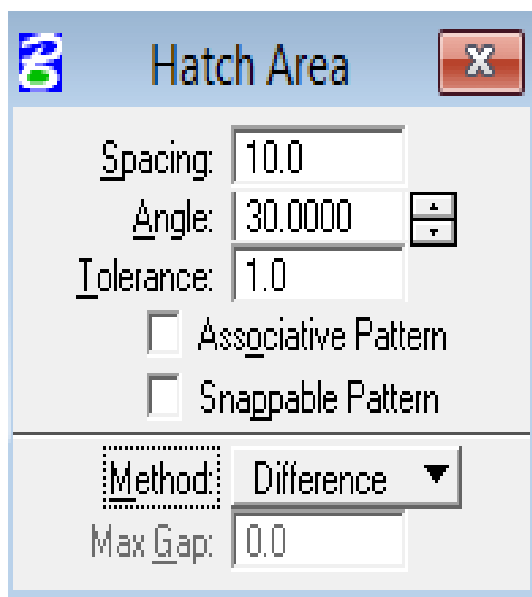 Hatch Area
Spacing: 10.0
Angle: 30.0000
Tolerance: 1.0
Associative Pattern
Snappable Pattern
Method: Difference
Max Gap: 0.0